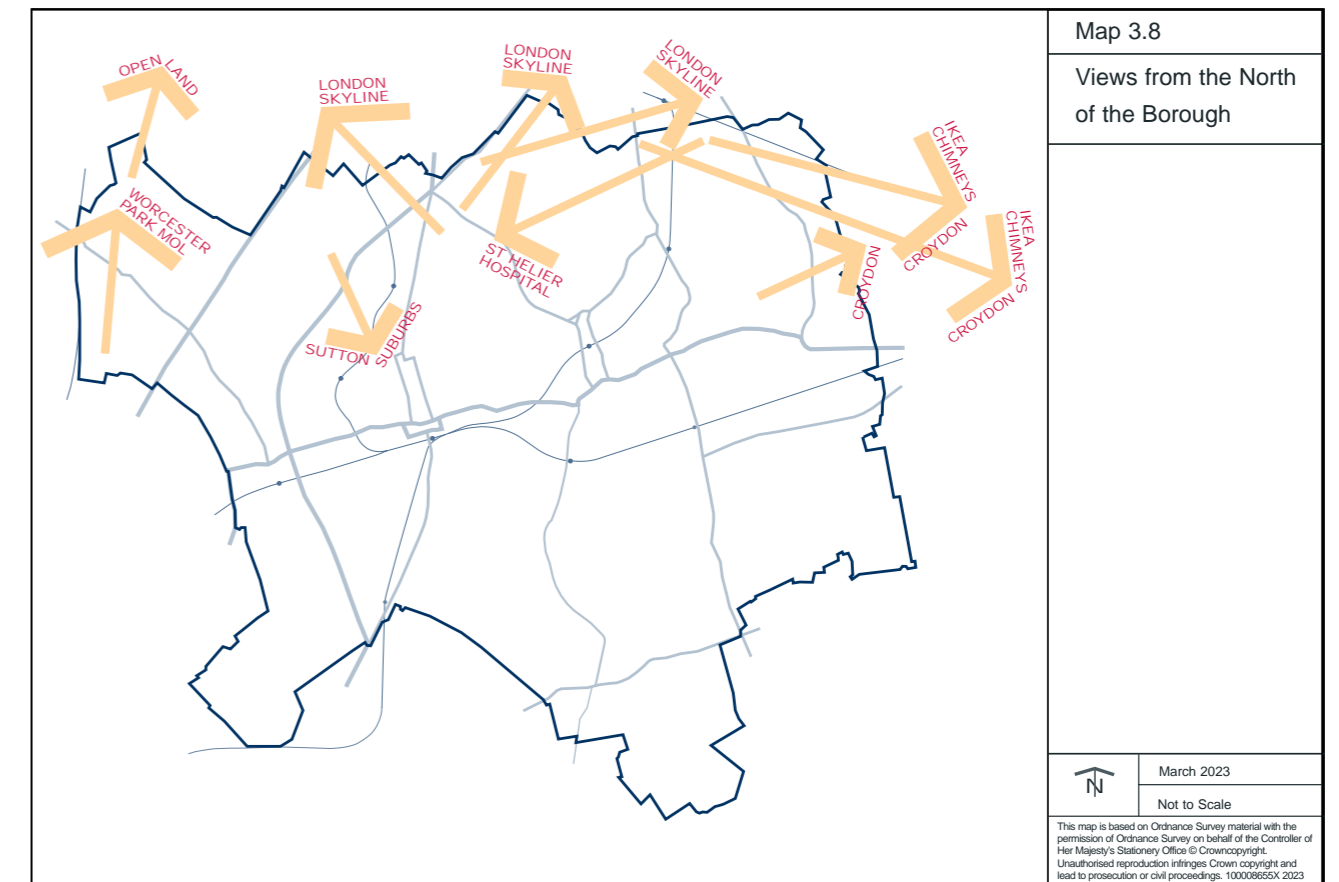 OPEN LAND
WORCESTER
PARK MOL
LONDON
SKYLINE
LONDON
SKYLINE
LONDON
SKYLINE
ST HELIER
HOSPITAL
SUTTON
SUBURBS
CROYDON
IKEA
CHIMNEYS
CROYDON
IKEA
CHIMNEYS
CROYDON
Map 3.8
Views from the North
of the Borough
N
March 2023
Not to Scale
This map is based on Ordnance Survey material with the
permission of Ordnance Survey on behalf of the Controller of
Her Majesty's Stationery Office © Crowncopyright.
Unauthorised reproduction infringes Crown copyright and
lead to prosecution or civil proceedings. 100008655X 2023